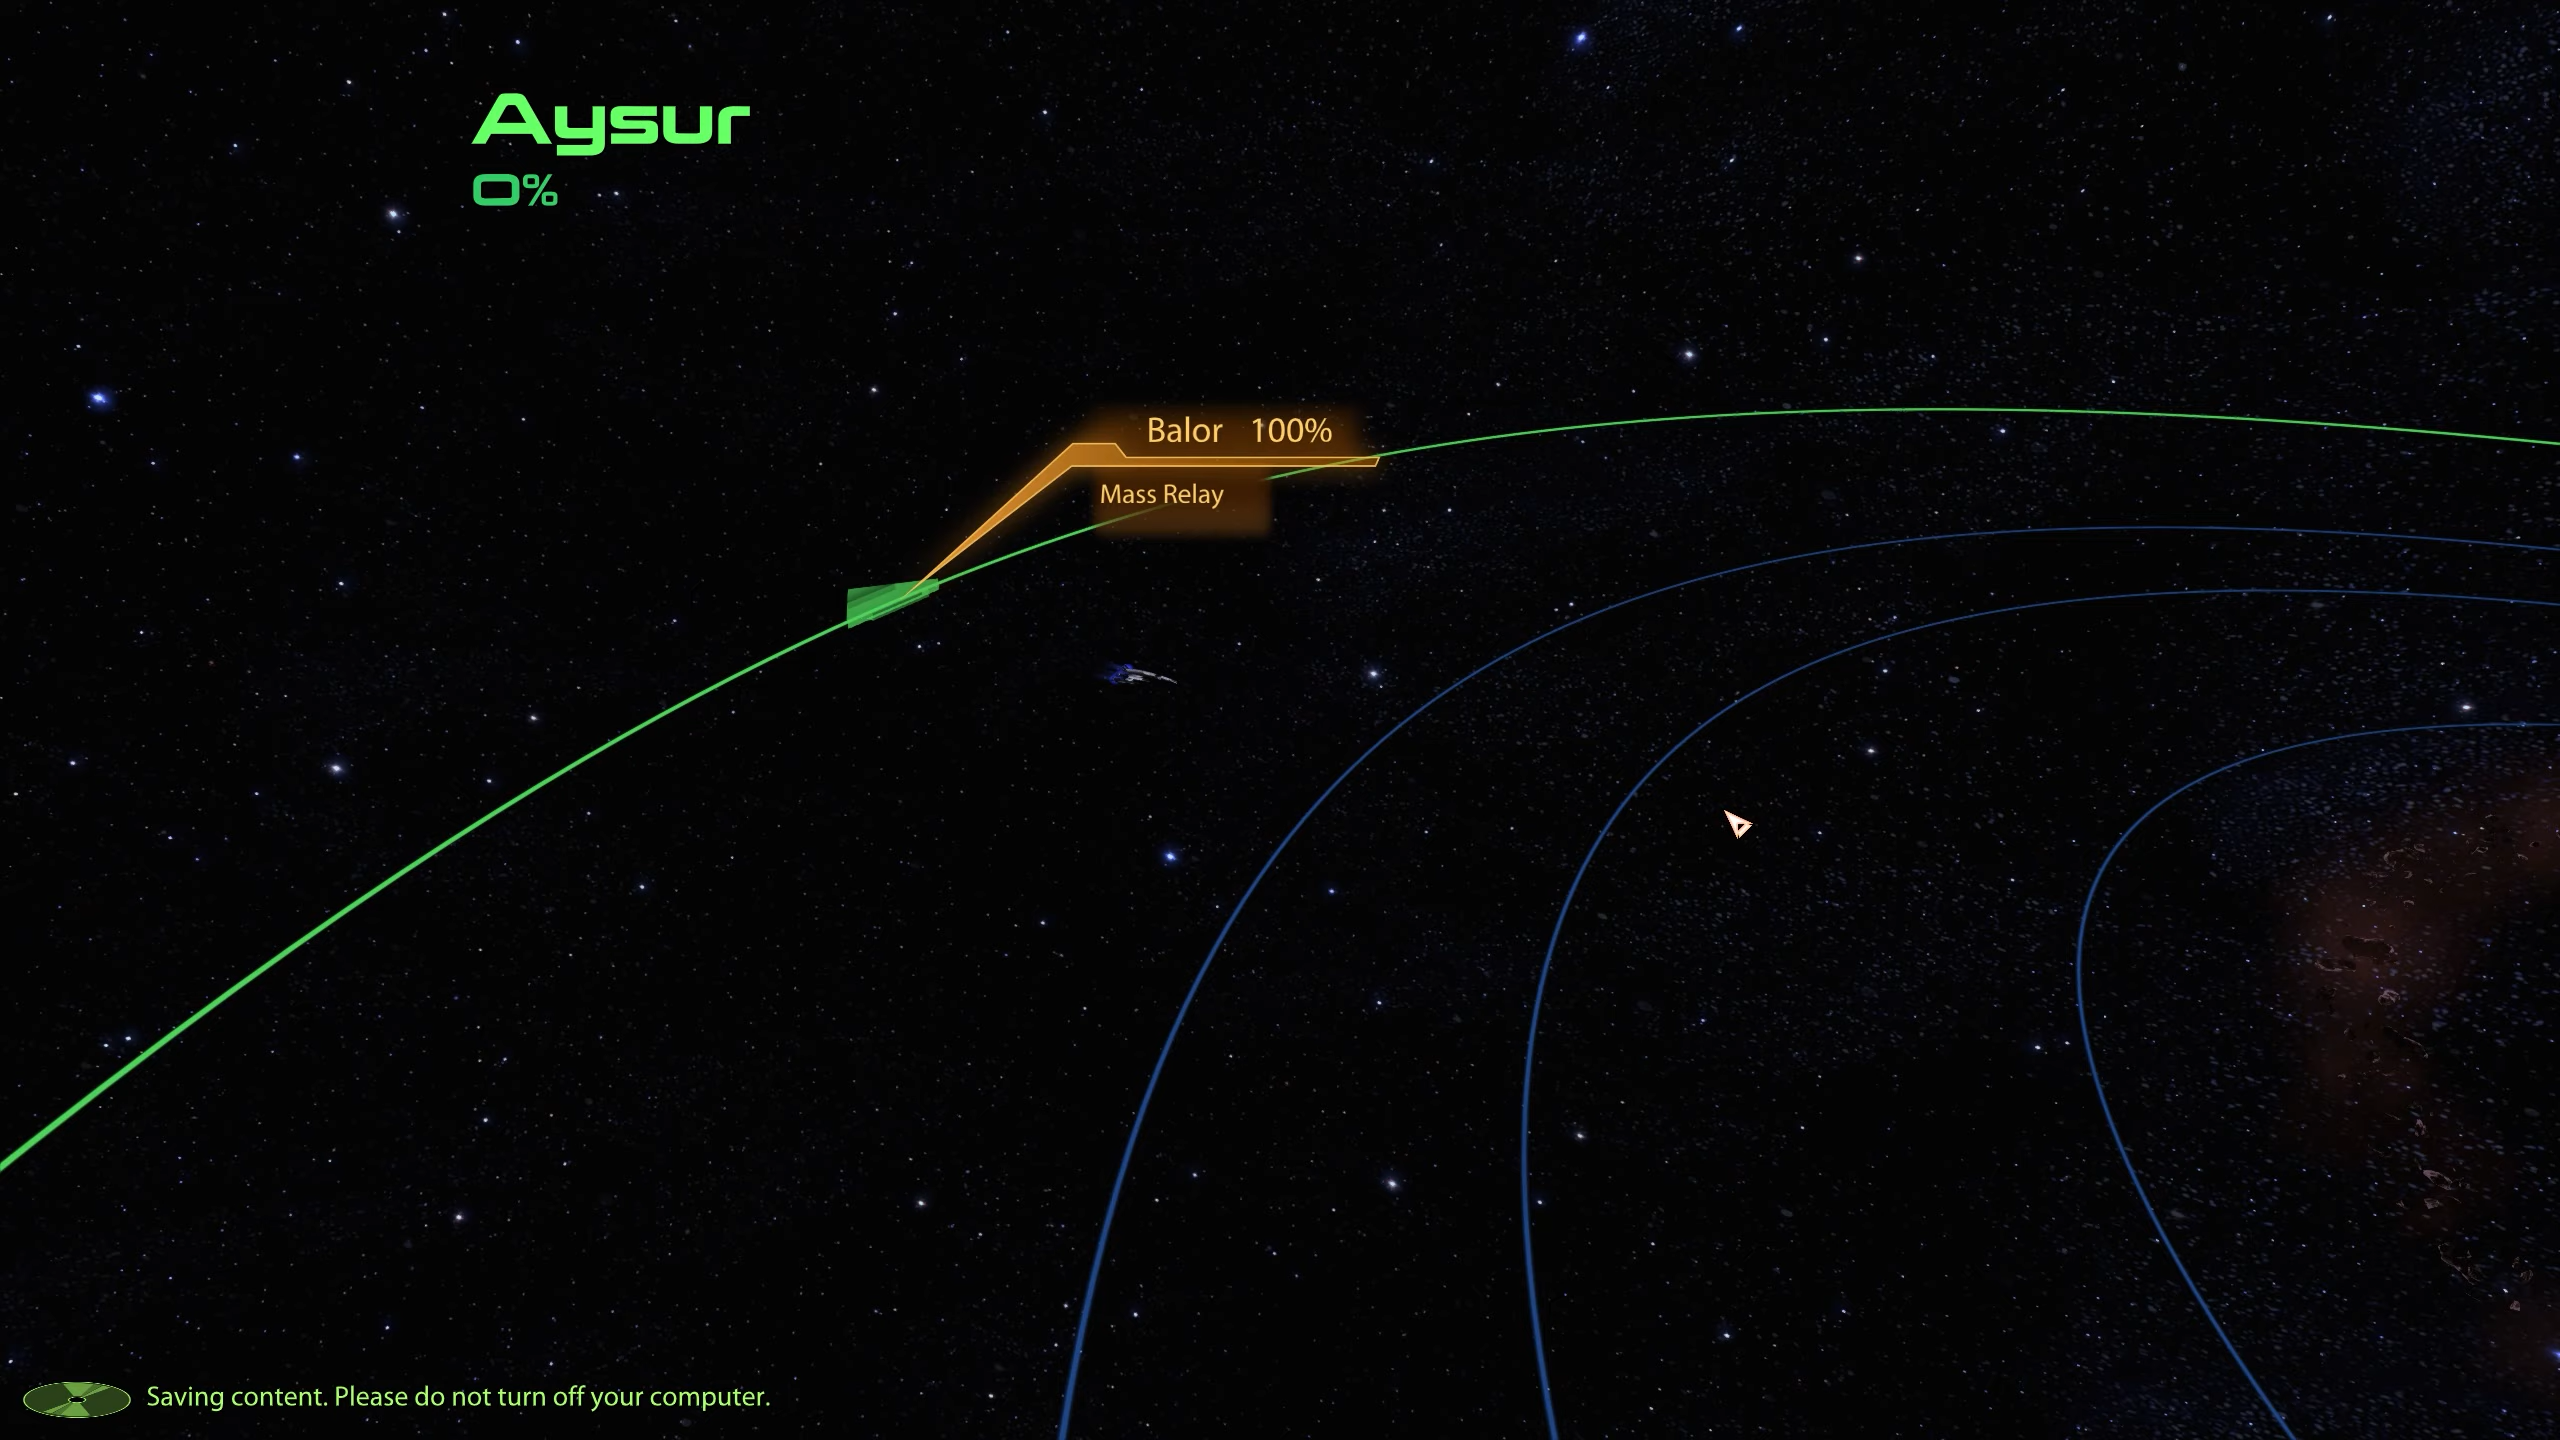 Aysur
0%
Balor 100%
Mass Relay
Saving content. Please do not turn off your computer.